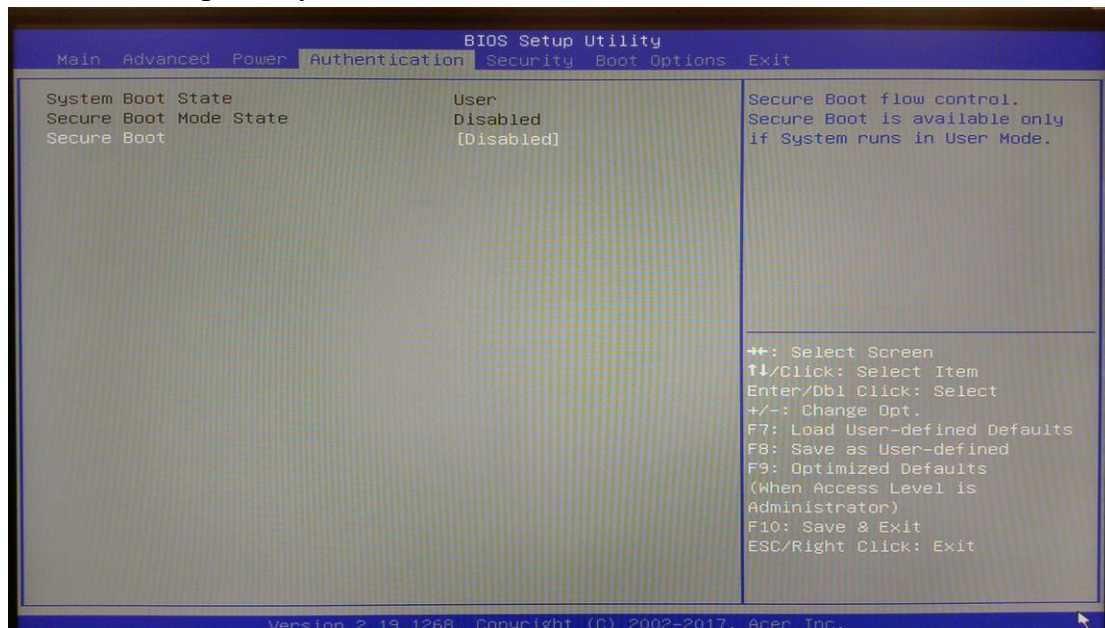 BIOS Setup Utility
Main Advanced Power Authentication Security Boot Options Exit
System Boot State User
Secure Boot Mode State Disabled
Secure Boot [Disabled]
Secure Boot flow control.
Secure Boot is available only
if System runs in User Mode.
→←: Select Screen
↑↓/Click: Select Item
Enter/Dbl Click: Select
+/-: Change Opt.
F7: Load User-defined Defaults
F8: Save as User-defined
F9: Optimized Defaults
(When Access Level is
Administrator)
F10: Save & Exit
ESC/Right Click: Exit
Version 2.19.1268. Copyright (C) 2002-2017, Acer Inc.